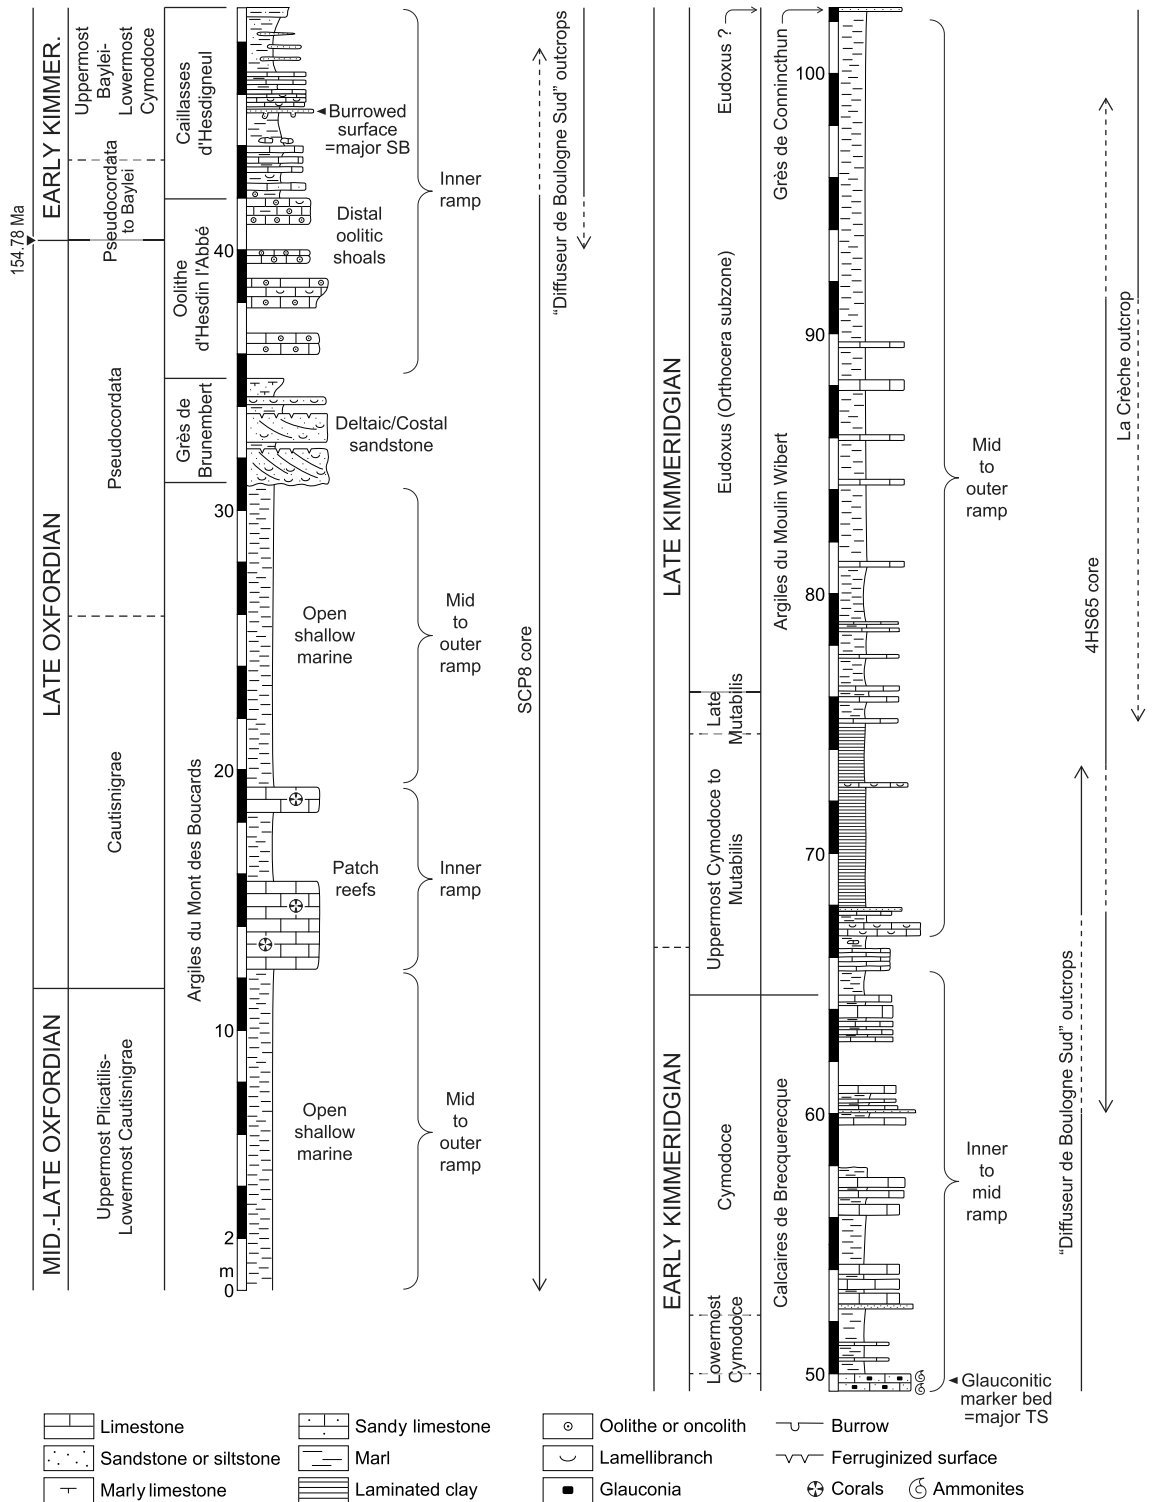 EARLY KIMMER.
Uppermost
Baylei-
Lowermost
Cymodoce
Pseudocordata
to Baylei
154.78 Ma
LATE OXFORDIAN
Pseudocordata
Cautisnigrae
MID.-LATE OXFORDIAN
Uppermost Plicatilis-
Lowermost Cautisnigrae
Caillasses
d'Hesdigneul
Oolithe
d'Hesdin l'Abbé
Grès de
Brunembert
Argiles du Mont des Boucards
40
30
20
10
2
m
0
Burrowed
surface
=major SB
Distal
oolitic
shoals
Inner
ramp
Deltaic/Costal
sandstone
Open
shallow
marine
Mid
to
outer
ramp
Patch
reefs
Inner
ramp
Open
shallow
marine
Mid
to
outer
ramp
SCP8 core
“Diffuseur de Boulogne Sud” outcrops
LATE KIMMERIDGIAN
EARLY KIMMERIDGIAN
Eudoxus ?
Eudoxus (Orthocera subzone)
Late
Mutabilis
Uppermost Cymodoce to
Mutabilis
Cymodoce
Lowermost
Cymodoce
Grès de Connincthun
Argiles du Moulin Wibert
Calcaires de Brecquerecque
100
90
80
70
60
50
Mid
to
outer
ramp
Inner
to
mid
ramp
Glauconitic
marker bed
=major TS
La Crèche outcrop
4HS65 core
“Diffuseur de Boulogne Sud” outcrops
Limestone
Sandy limestone
Oolithe or oncolith
Burrow
Sandstone or siltstone
Marl
Lamellibranch
Ferruginized surface
Marly limestone
Laminated clay
Glauconia
Corals
Ammonites